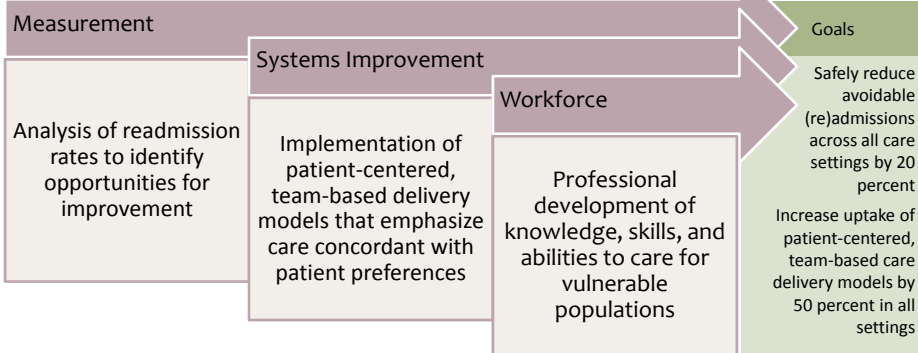 Measurement
Analysis of readmission
rates to identify
opportunities for
improvement
Systems Improvement
Implementation of
patient-centered,
team-based delivery
models that emphasize
care concordant with
patient preferences
Workforce
Professional
development of
knowledge, skills, and
abilities to care for
vulnerable
populations
Goals
Safely reduce
avoidable
(re)admissions
across all care
settings by 20
percent
Increase uptake of
patient-centered,
team-based care
delivery models by
50 percent in all
settings